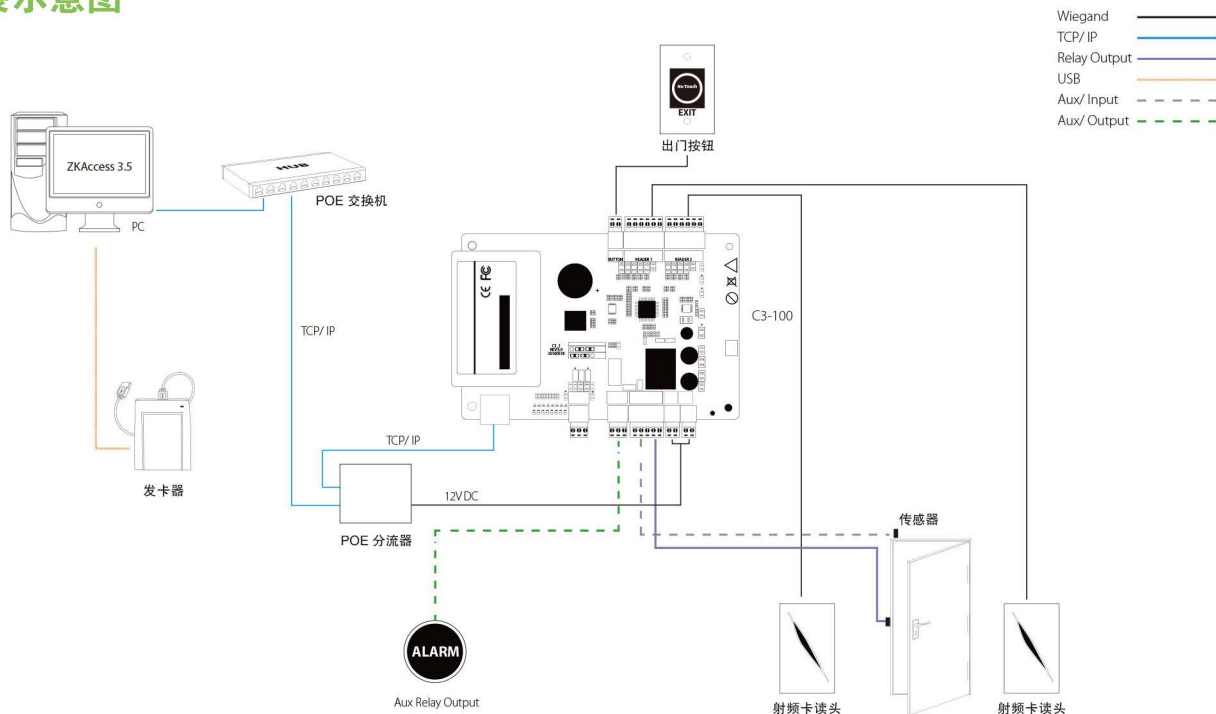 示意图
Wiegand
TCP/ IP
Relay Output
USB
Aux/ Input
Aux/ Output
No Touch
EXIT
出门按钮
ZKAccess 3.5
PC
HUB
POE 交换机
BUTTON
READER 1
READER 2
CE FC
C3-100
TCP/ IP
TCP/ IP
12V DC
POE 分流器
发卡器
传感器
ALARM
Aux Relay Output
射频卡读头
射频卡读头